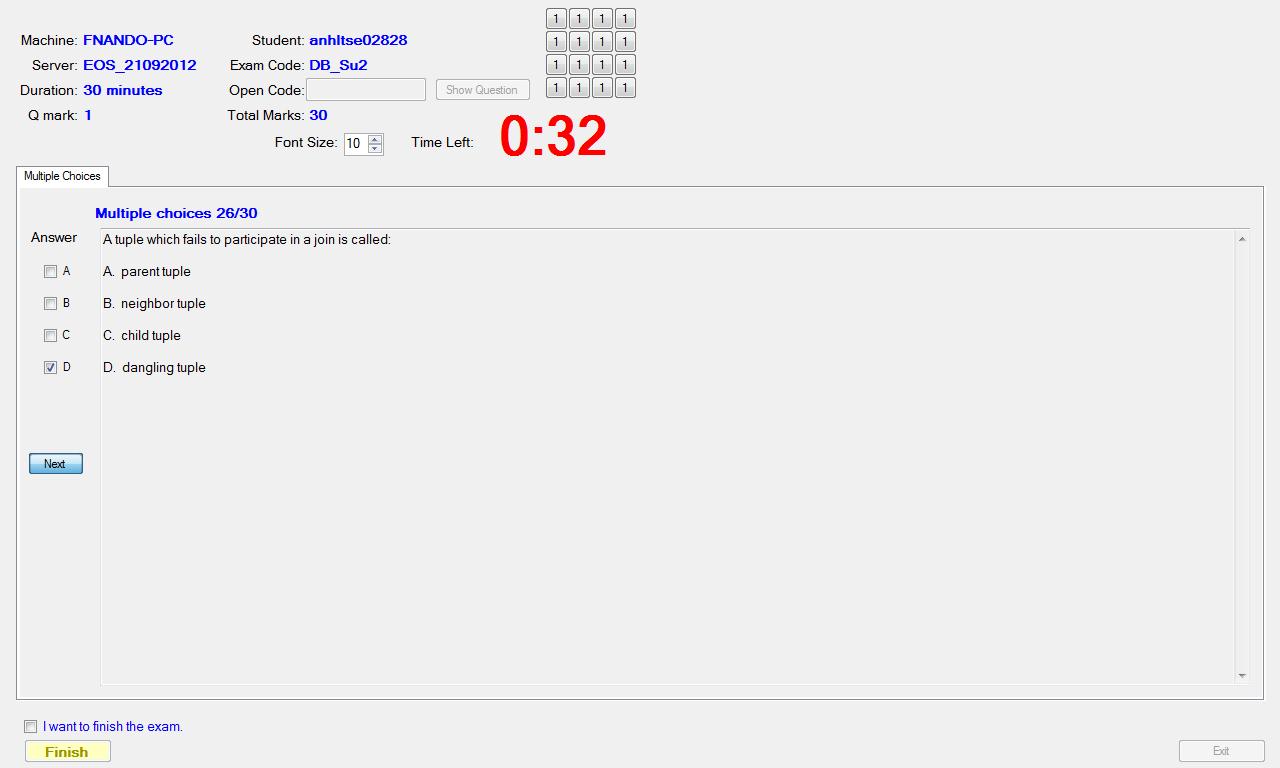 Machine: FNANDO-PC Student: anhltse02828
Server: EOS_21092012 Exam Code: DB_Su2
Duration: 30 minutes Open Code: Show Question
Q mark: 1 Total Marks: 30
1 1 1 1
1 1 1 1
1 1 1 1
1 1 1 1
Font Size: 10 Time Left: 0:32
Multiple Choices
Multiple choices 26/30
Answer
A tuple which fails to participate in a join is called:
A A. parent tuple
B B. neighbor tuple
C C. child tuple
D D. dangling tuple
Next
I want to finish the exam.
Finish
Exit